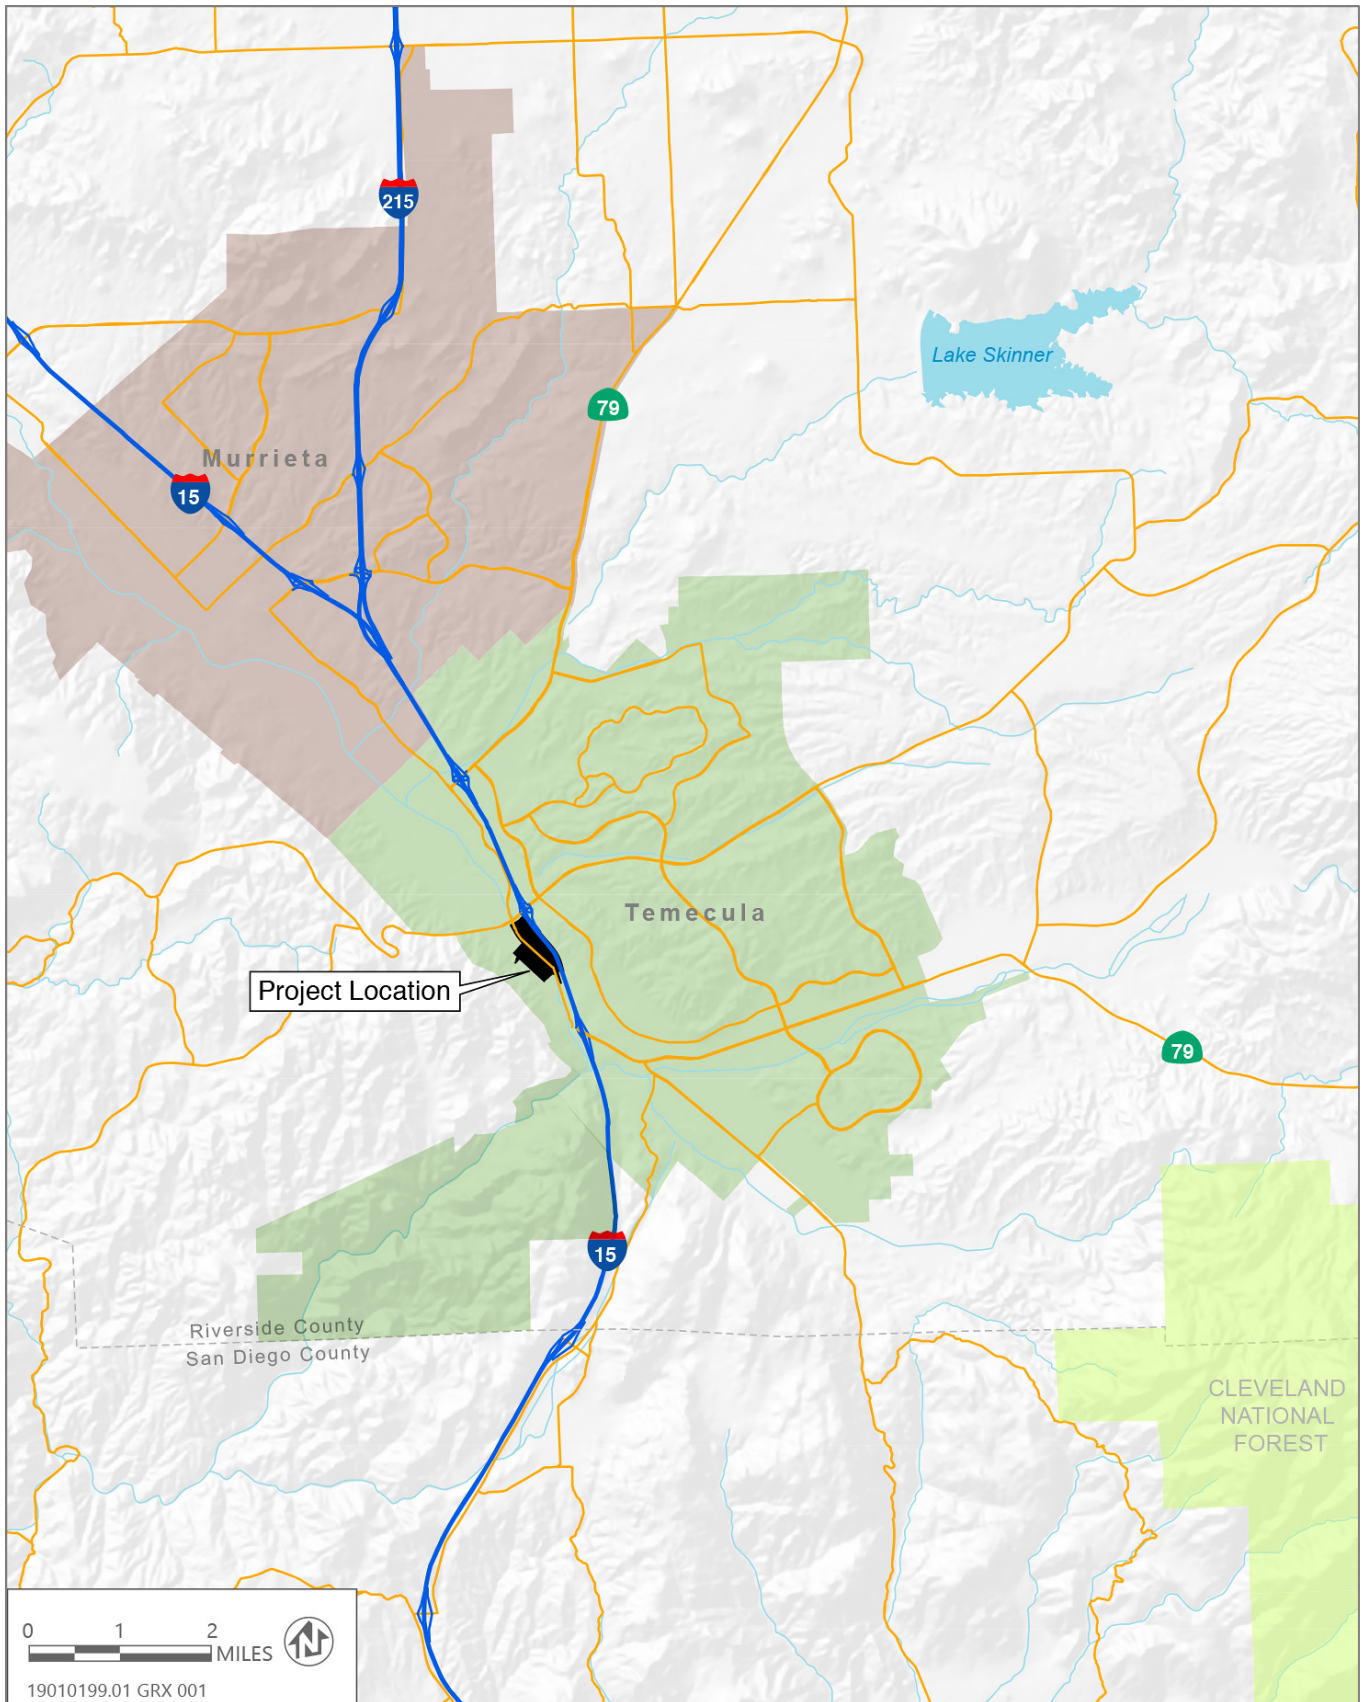 215
Lake Skinner
79
Murrieta
15
Temecula
Project Location
79
15
Riverside County
San Diego County
CLEVELAND
NATIONAL
FOREST
0 1 2
MILES
N
19010199.01 GRX 001